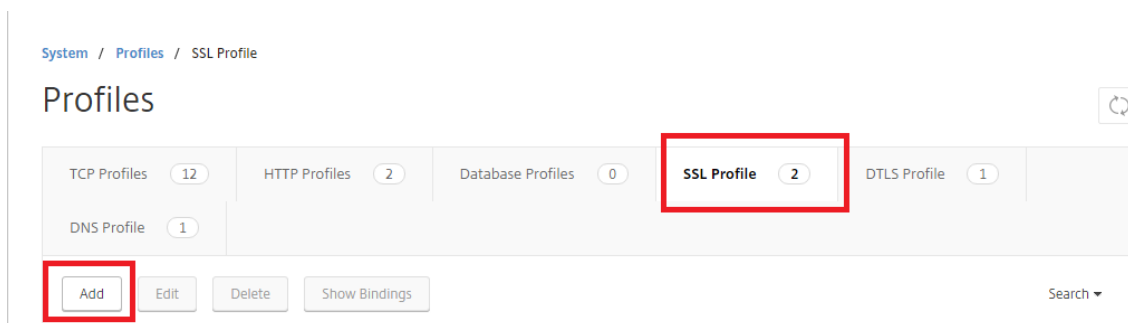 System / Profiles / SSL Profile
Profiles
TCP Profiles 12 HTTP Profiles 2 Database Profiles 0 SSL Profile 2 DTLS Profile 1
DNS Profile 1
Add Edit Delete Show Bindings Search